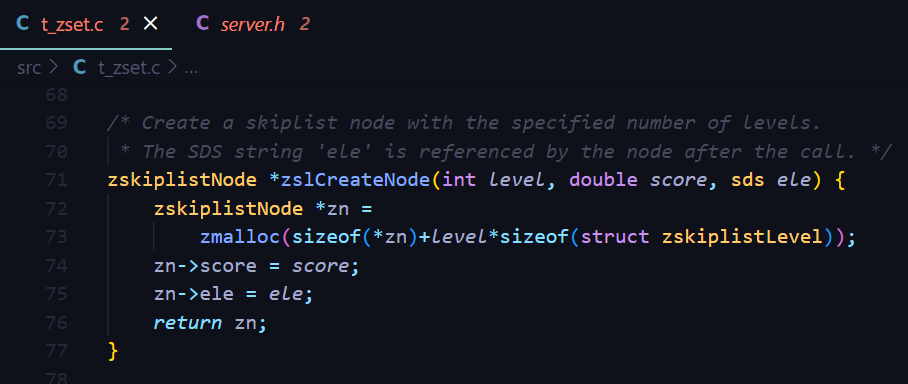 C t_zset.c 2 × C server.h 2
src > C t_zset.c > ...
68
69 /* Create a skiplist node with the specified number of levels.
70  * The SDS string 'ele' is referenced by the node after the call. */
71 zskiplistNode *zslCreateNode(int level, double score, sds ele) {
72     zskiplistNode *zn =
73         zmalloc(sizeof(*zn)+level*sizeof(struct zskiplistLevel));
74     zn->score = score;
75     zn->ele = ele;
76     return zn;
77 }
78